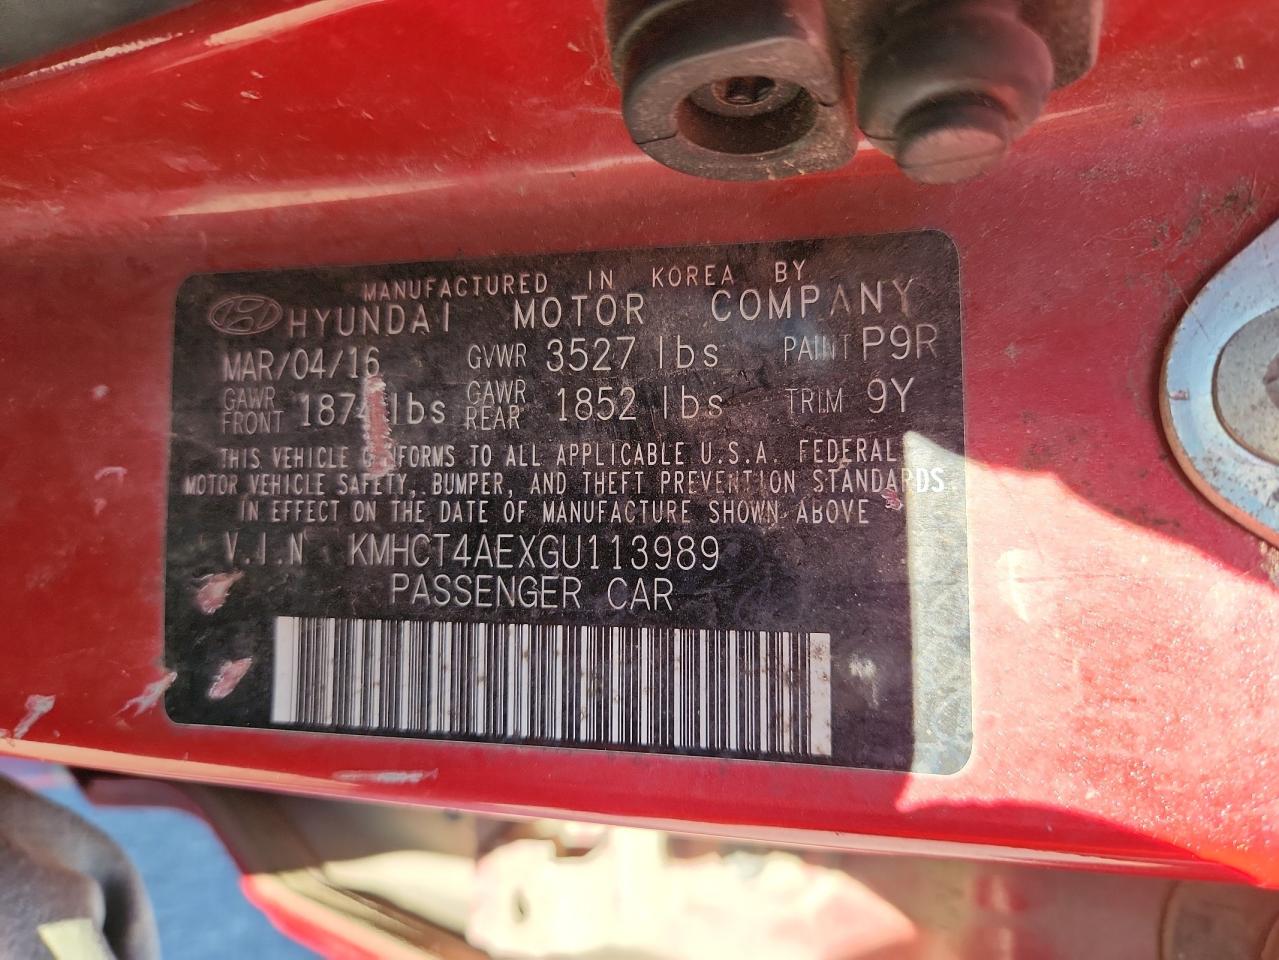 MANUFACTURED IN KOREA BY
HYUNDAI MOTOR COMPANY
MAR/04/16 GVWR 3527 lbs PAINT P9R
GAWR FRONT 1874 lbs GAWR REAR 1852 lbs TRIM 9Y
THIS VEHICLE CONFORMS TO ALL APPLICABLE U.S.A. FEDERAL
MOTOR VEHICLE SAFETY, BUMPER, AND THEFT PREVENTION STANDARDS
IN EFFECT ON THE DATE OF MANUFACTURE SHOWN ABOVE
V.I.N KMHCT4AEXGU113989
PASSENGER CAR